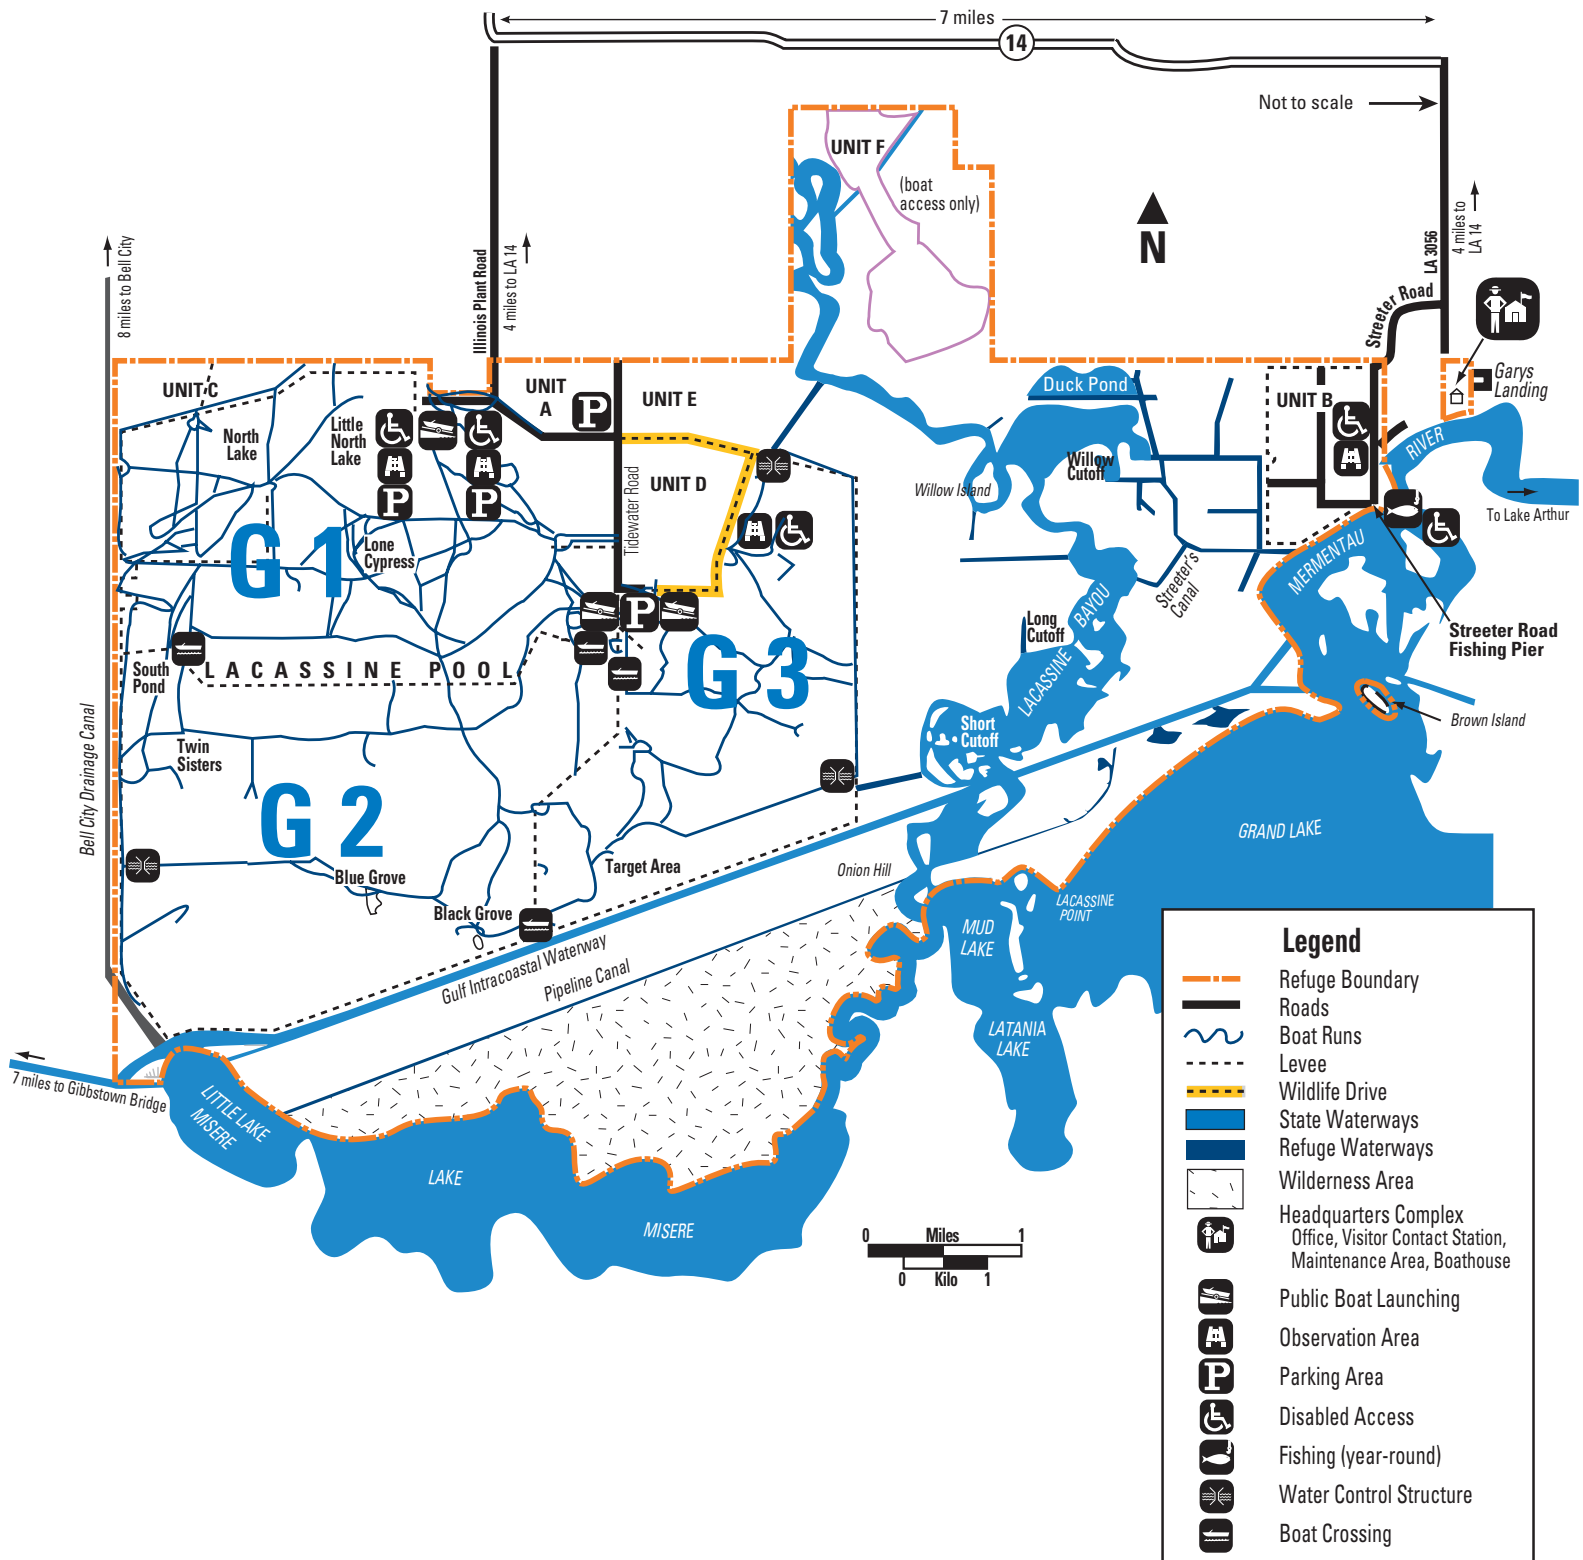 7 miles
14
Not to scale
UNIT F
(boat
access only)
N
LA 3056
4 miles to
LA 14
8 miles to Bell City
Illinois Plant Road
4 miles to LA 14
Streeter Road
Garys
Landing
UNIT C
UNIT
A
P
UNIT E
Duck Pond
UNIT B
North
Lake
Little
North
Lake
RIVER
UNIT D
Willow
Cutoff
Willow Island
P
P
To Lake Arthur
Tidewater Road
G 1
Lone
Cypress
MERMENTAU
Streeter's
Canal
BAYOU
P
Long
Cutoff
Streeter Road
Fishing Pier
South
Pond
LACASSINE POOL
G 3
LACASSINE
Brown Island
Bell City Drainage Canal
Twin
Sisters
Short
Cutoff
G 2
GRAND LAKE
Target Area
Onion Hill
Blue Grove
Black Grove
LACASSINE
POINT
MUD
LAKE
Gulf Intracoastal Waterway
Pipeline Canal
LATANIA
LAKE
7 miles to Gibbstown Bridge
LITTLE LAKE
MISERE
LAKE
MISERE
0 Miles 1
0 Kilo 1
Legend
Refuge Boundary
Roads
Boat Runs
Levee
Wildlife Drive
State Waterways
Refuge Waterways
Wilderness Area
Headquarters Complex
Office, Visitor Contact Station,
Maintenance Area, Boathouse
Public Boat Launching
Observation Area
P Parking Area
Disabled Access
Fishing (year-round)
Water Control Structure
Boat Crossing